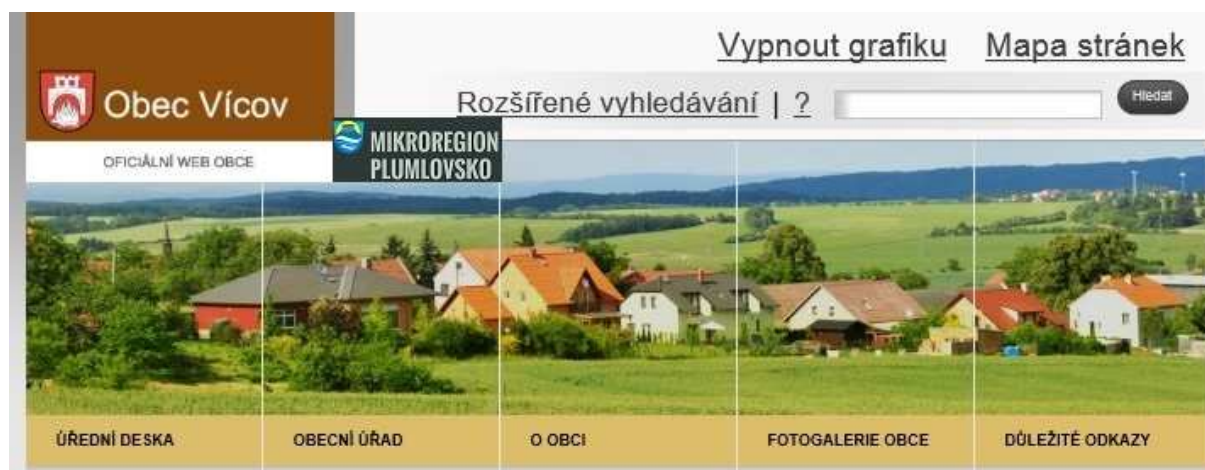 Vypnout grafiku Mapa stránek
Obec Vícov
Rozšířené vyhledávání | ? Hledat
OFICIÁLNÍ WEB OBCE
MIKROREGION
PLUMLOVSKO
ÚŘEDNÍ DESKA OBECNÍ ÚŘAD O OBCI FOTOGALERIE OBCE DŮLEŽITÉ ODKAZY